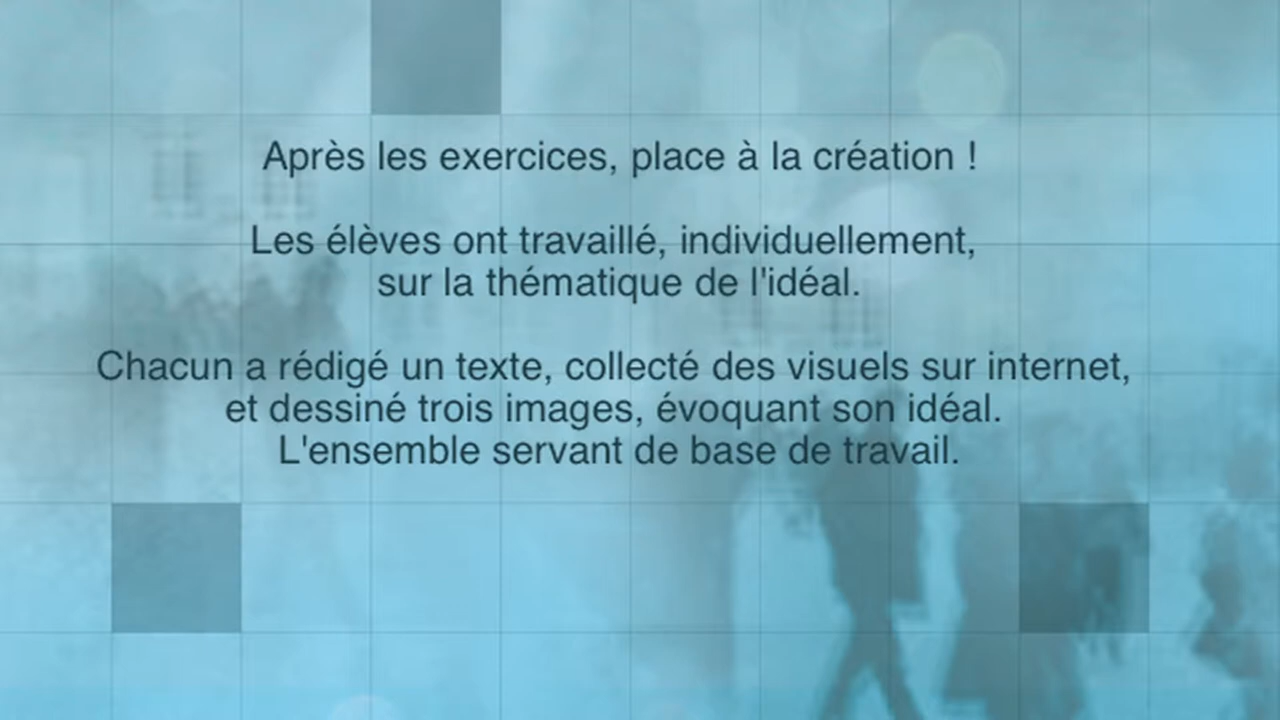 Après les exercices, place à la création !
Les élèves ont travaillé, individuellement,
sur la thématique de l'idéal.
Chacun a rédigé un texte, collecté des visuels sur internet,
et dessiné trois images, évoquant son idéal.
L'ensemble servant de base de travail.